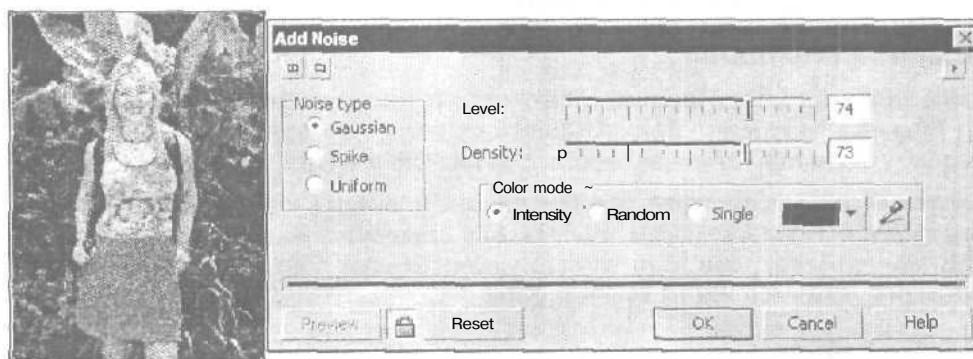 Add Noise
Noise type
Gaussian
Spike
Uniform
Level:
74
Density:
73
Color mode
Intensity
Random
Single
Preview
Reset
OK
Cancel
Help